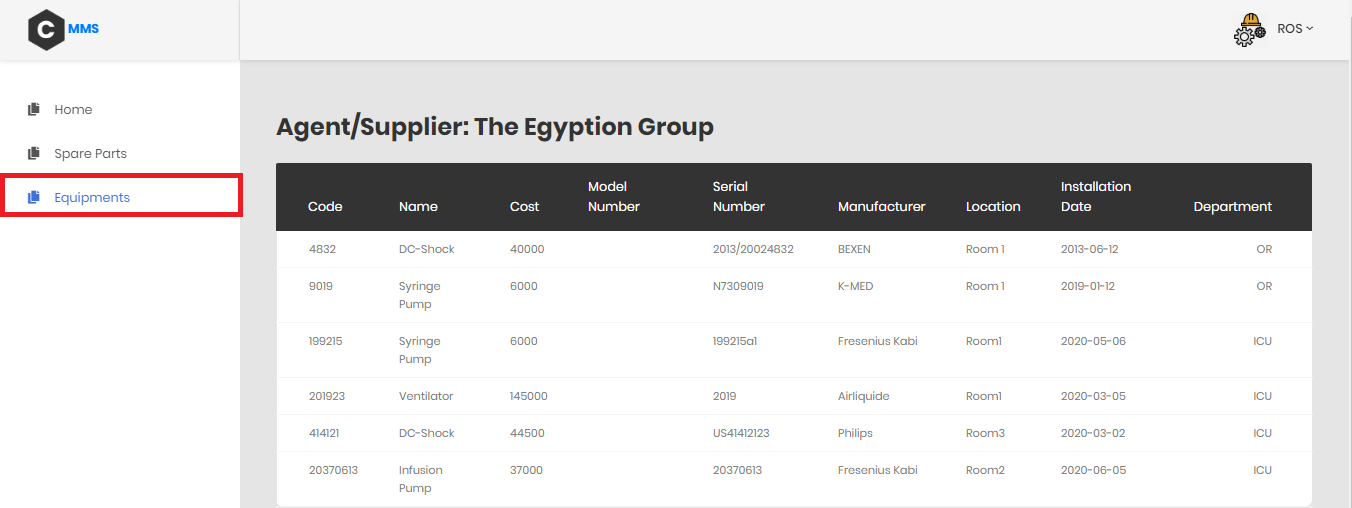 C MMS
ROS
Home
Spare Parts
Equipments
Agent/Supplier: The Egyption Group
Code Name Cost Model Number Serial Number Manufacturer Location Installation Date Department
4832 DC-Shock 40000 2013/20024832 BEXEN Room 1 2013-06-12 OR
9019 Syringe Pump 6000 N7309019 K-MED Room 1 2019-01-12 OR
199215 Syringe Pump 6000 199215a1 Fresenius Kabi Room1 2020-05-06 ICU
201923 Ventilator 145000 2019 Airliquide Room1 2020-03-05 ICU
414121 DC-Shock 44500 US41412123 Philips Room3 2020-03-02 ICU
20370613 Infusion Pump 37000 20370613 Fresenius Kabi Room2 2020-06-05 ICU